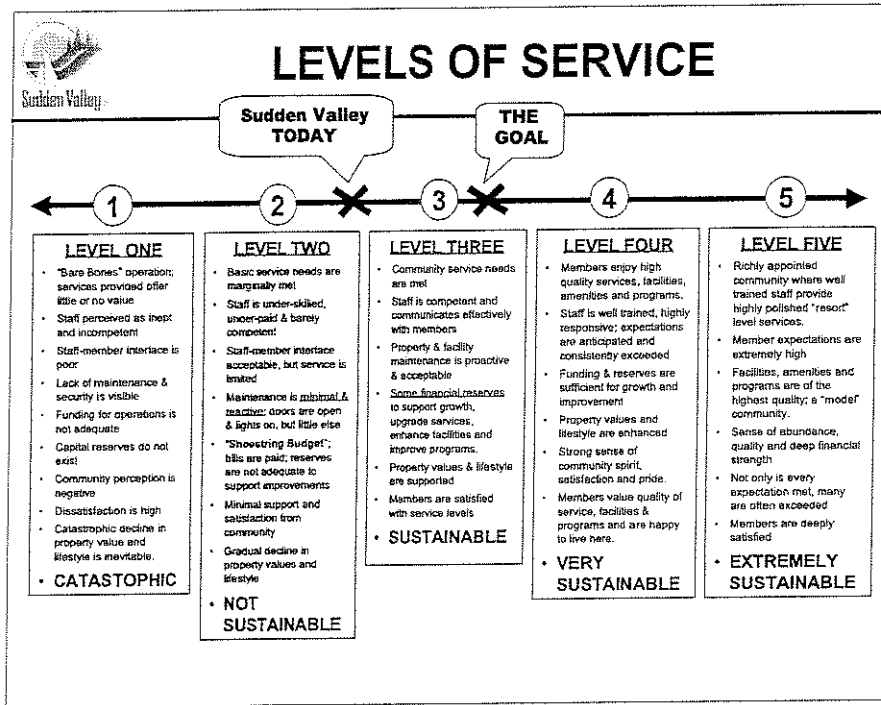 Sudden Valley
LEVELS OF SERVICE
Sudden Valley
TODAY
THE
GOAL
1
2
3
4
5
LEVEL ONE
• "Bare Bones" operation;
services provided offer
little or no value
• Staff perceived as inept
and incompetent
• Staff-member interface is
poor
• Lack of maintenance &
security is visible
• Funding for operations is
not adequate
• Capital reserves do not
exist
• Community perception is
negative
• Dissatisfaction is high
• Catastrophic decline in
property value and
lifestyle is inevitable.
• CATASTOPHIC
LEVEL TWO
• Basic service needs are
marginally met
• Staff is under-skilled,
under-paid & barely
competent
• Staff-member interface
acceptable, but service is
limited
• Maintenance is minimal &
reactive; doors are open
& lights on, but little else
• "Shoestring Budget";
bills are paid; reserves
are not adequate to
support improvements
• Minimal support and
satisfaction from
community
• Gradual decline in
property values and
lifestyle
• NOT
SUSTAINABLE
LEVEL THREE
• Community service needs
are met
• Staff is competent and
communicates effectively
with members
• Property & facility
maintenance is proactive
& acceptable
• Some financial reserves
to support growth,
upgrade services,
enhance facilities and
improve programs.
• Property values & lifestyle
are supported
• Members are satisfied
with service levels
• SUSTAINABLE
LEVEL FOUR
• Members enjoy high
quality services, facilities,
amenities and programs.
• Staff is well trained, highly
responsive; expectations
are anticipated and
consistently exceeded
• Funding & reserves are
sufficient for growth and
improvement
• Property values and
lifestyle are enhanced
• Strong sense of
community spirit,
satisfaction and pride.
• Members value quality of
service, facilities &
programs and are happy
to live here.
• VERY
SUSTAINABLE
LEVEL FIVE
• Richly appointed
community where well
trained staff provide
highly polished "resort"
level services.
• Member expectations are
extremely high
• Facilities, amenities and
programs are of the
highest quality; a "model"
community.
• Sense of abundance,
quality and deep financial
strength
• Not only is every
expectation met, many
are often exceeded
• Members are deeply
satisfied
• EXTREMELY
SUSTAINABLE